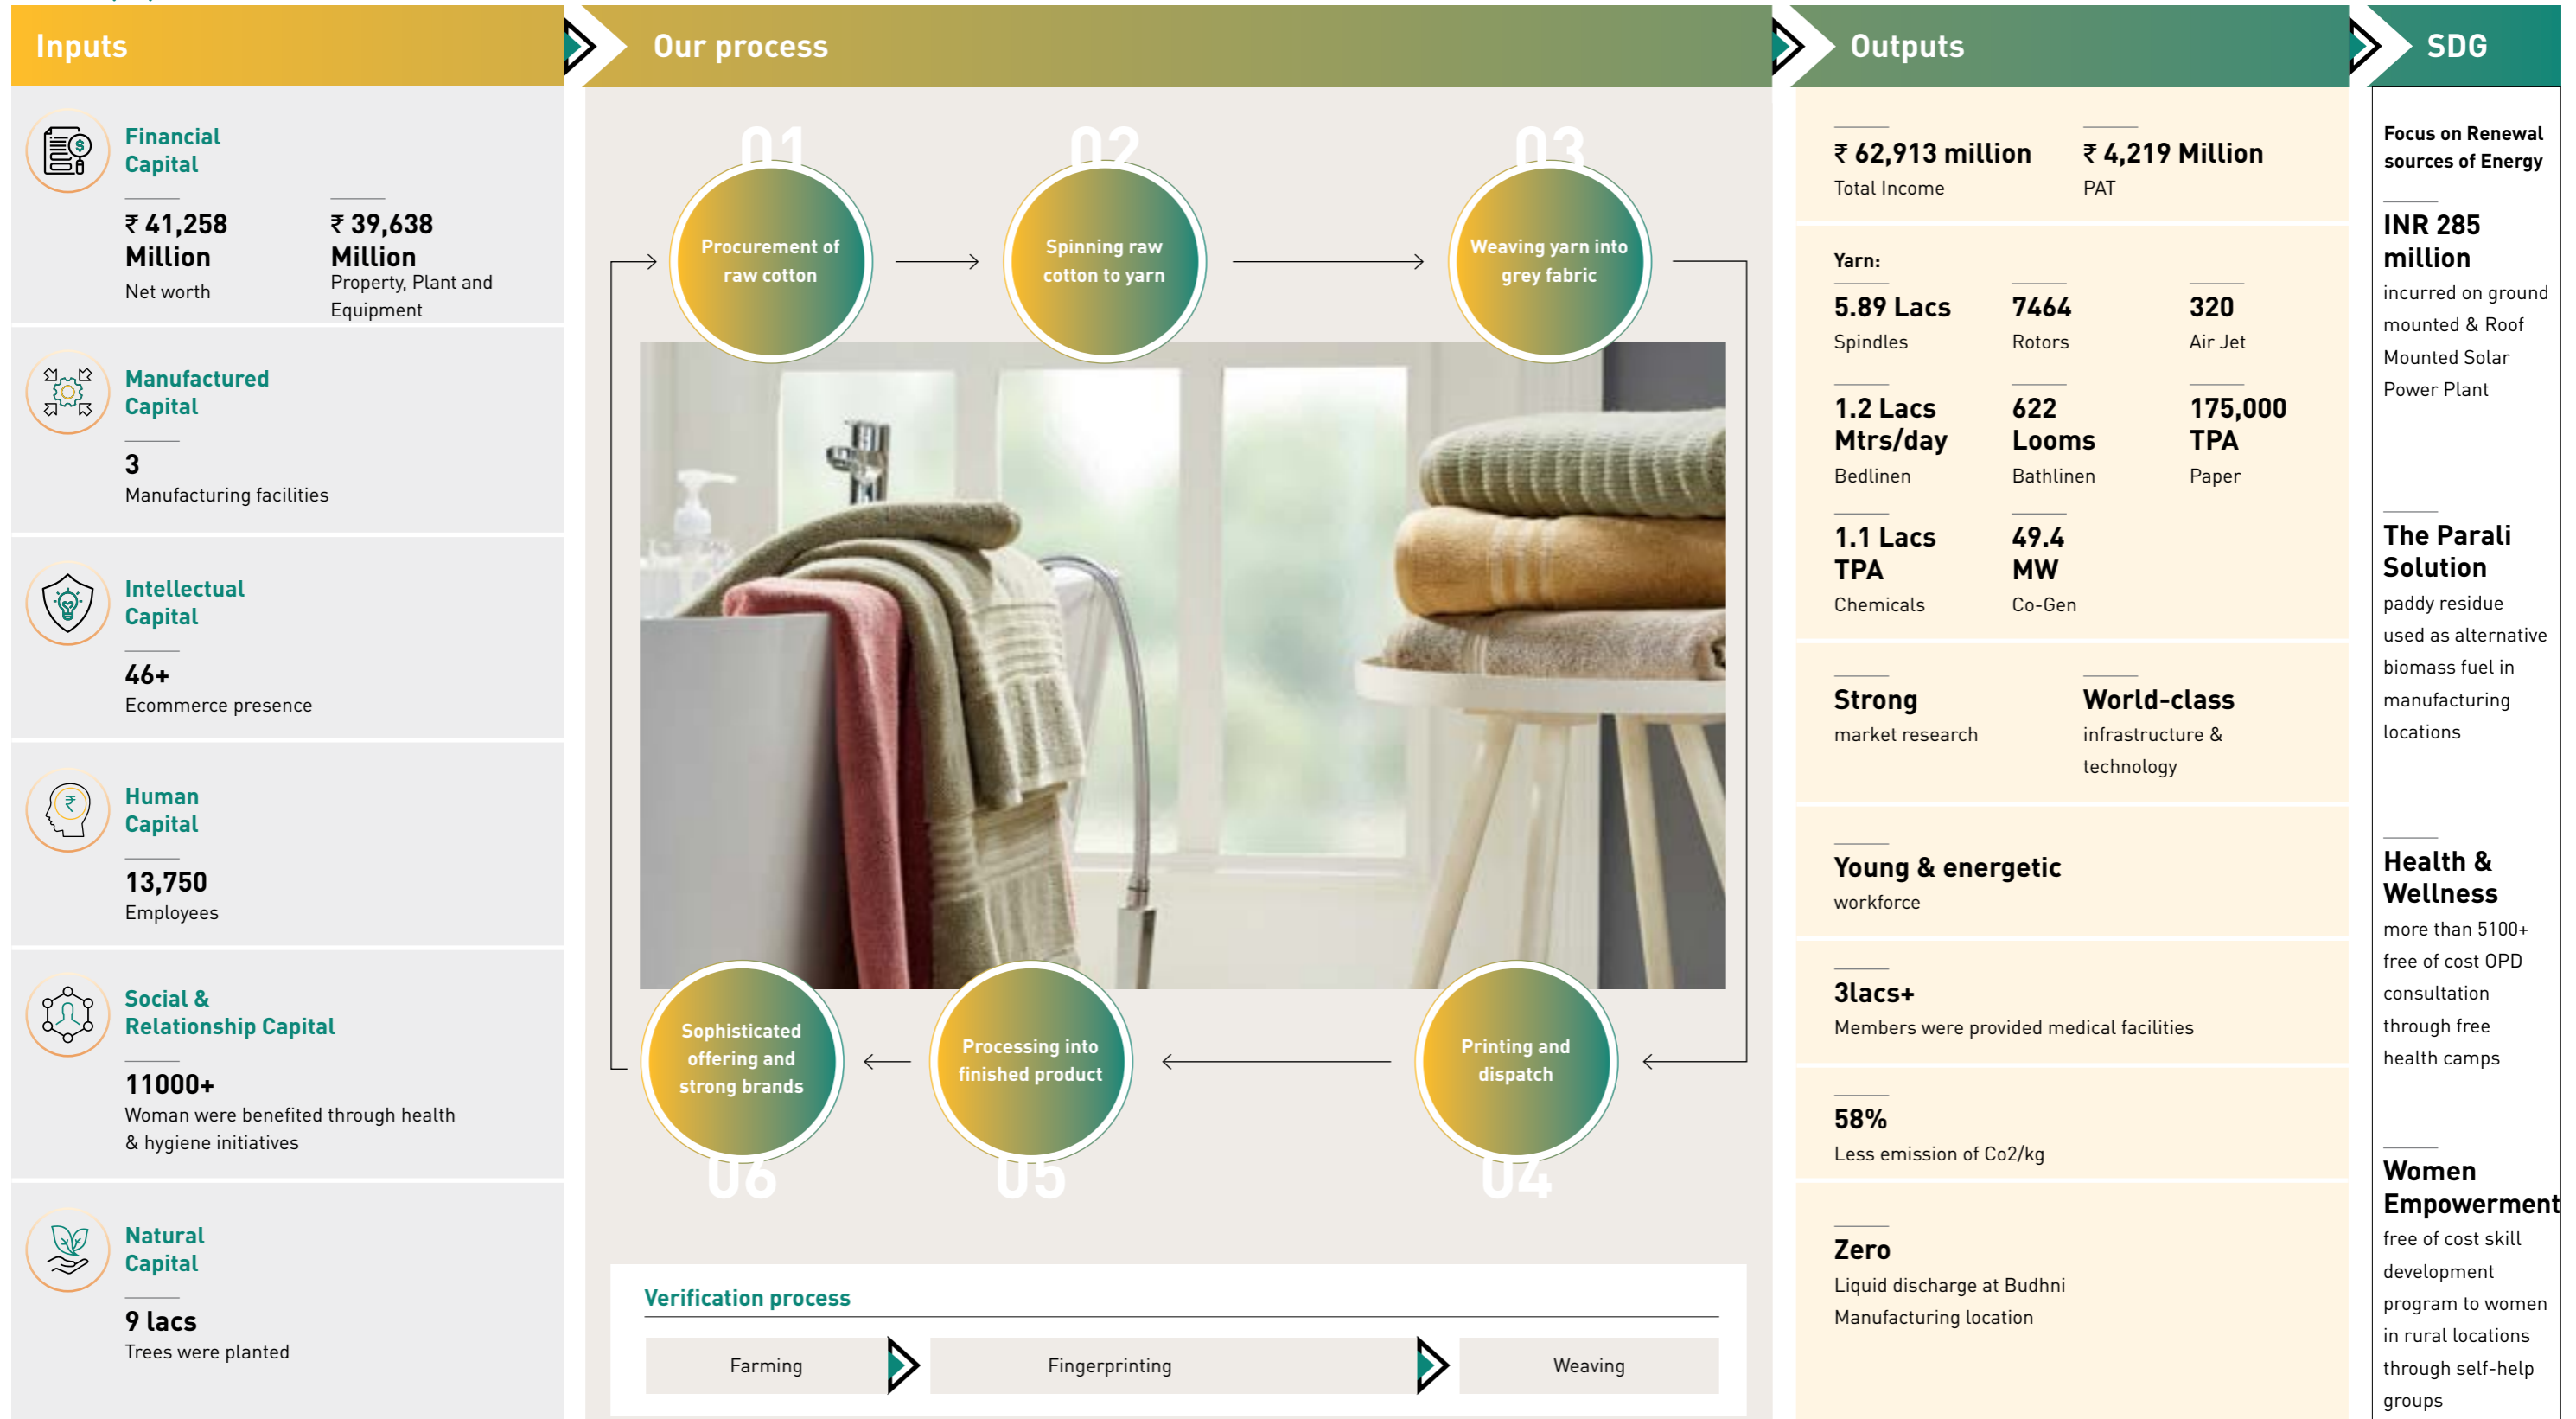 Inputs
Financial
Capital
₹ 41,258
Million
Net worth
₹ 39,638
Million
Property, Plant and
Equipment
Manufactured
Capital
3
Manufacturing facilities
Intellectual
Capital
46+
Ecommerce presence
Human
Capital
13,750
Employees
Social &
Relationship Capital
11000+
Woman were benefited through health
& hygiene initiatives
Natural
Capital
9 lacs
Trees were planted
Our process
01
Procurement of
raw cotton
02
Spinning raw
cotton to yarn
03
Weaving yarn into
grey fabric
Printing and
dispatch
04
Processing into
finished product
05
Sophisticated
offering and
strong brands
06
Verification process
Farming
Fingerprinting
Weaving
Outputs
₹ 62,913 million
Total Income
₹ 4,219 Million
PAT
Yarn:
5.89 Lacs
Spindles
7464
Rotors
320
Air Jet
1.2 Lacs
Mtrs/day
Bedlinen
622
Looms
Bathlinen
175,000
TPA
Paper
1.1 Lacs
TPA
Chemicals
49.4
MW
Co-Gen
Strong
market research
World-class
infrastructure &
technology
Young & energetic
workforce
3lacs+
Members were provided medical facilities
58%
Less emission of Co2/kg
Zero
Liquid discharge at Budhni
Manufacturing location
SDG
Focus on Renewal
sources of Energy
INR 285
million
incurred on ground
mounted & Roof
Mounted Solar
Power Plant
The Parali
Solution
paddy residue
used as alternative
biomass fuel in
manufacturing
locations
Health &
Wellness
more than 5100+
free of cost OPD
consultation
through free
health camps
Women
Empowerment
free of cost skill
development
program to women
in rural locations
through self-help
groups